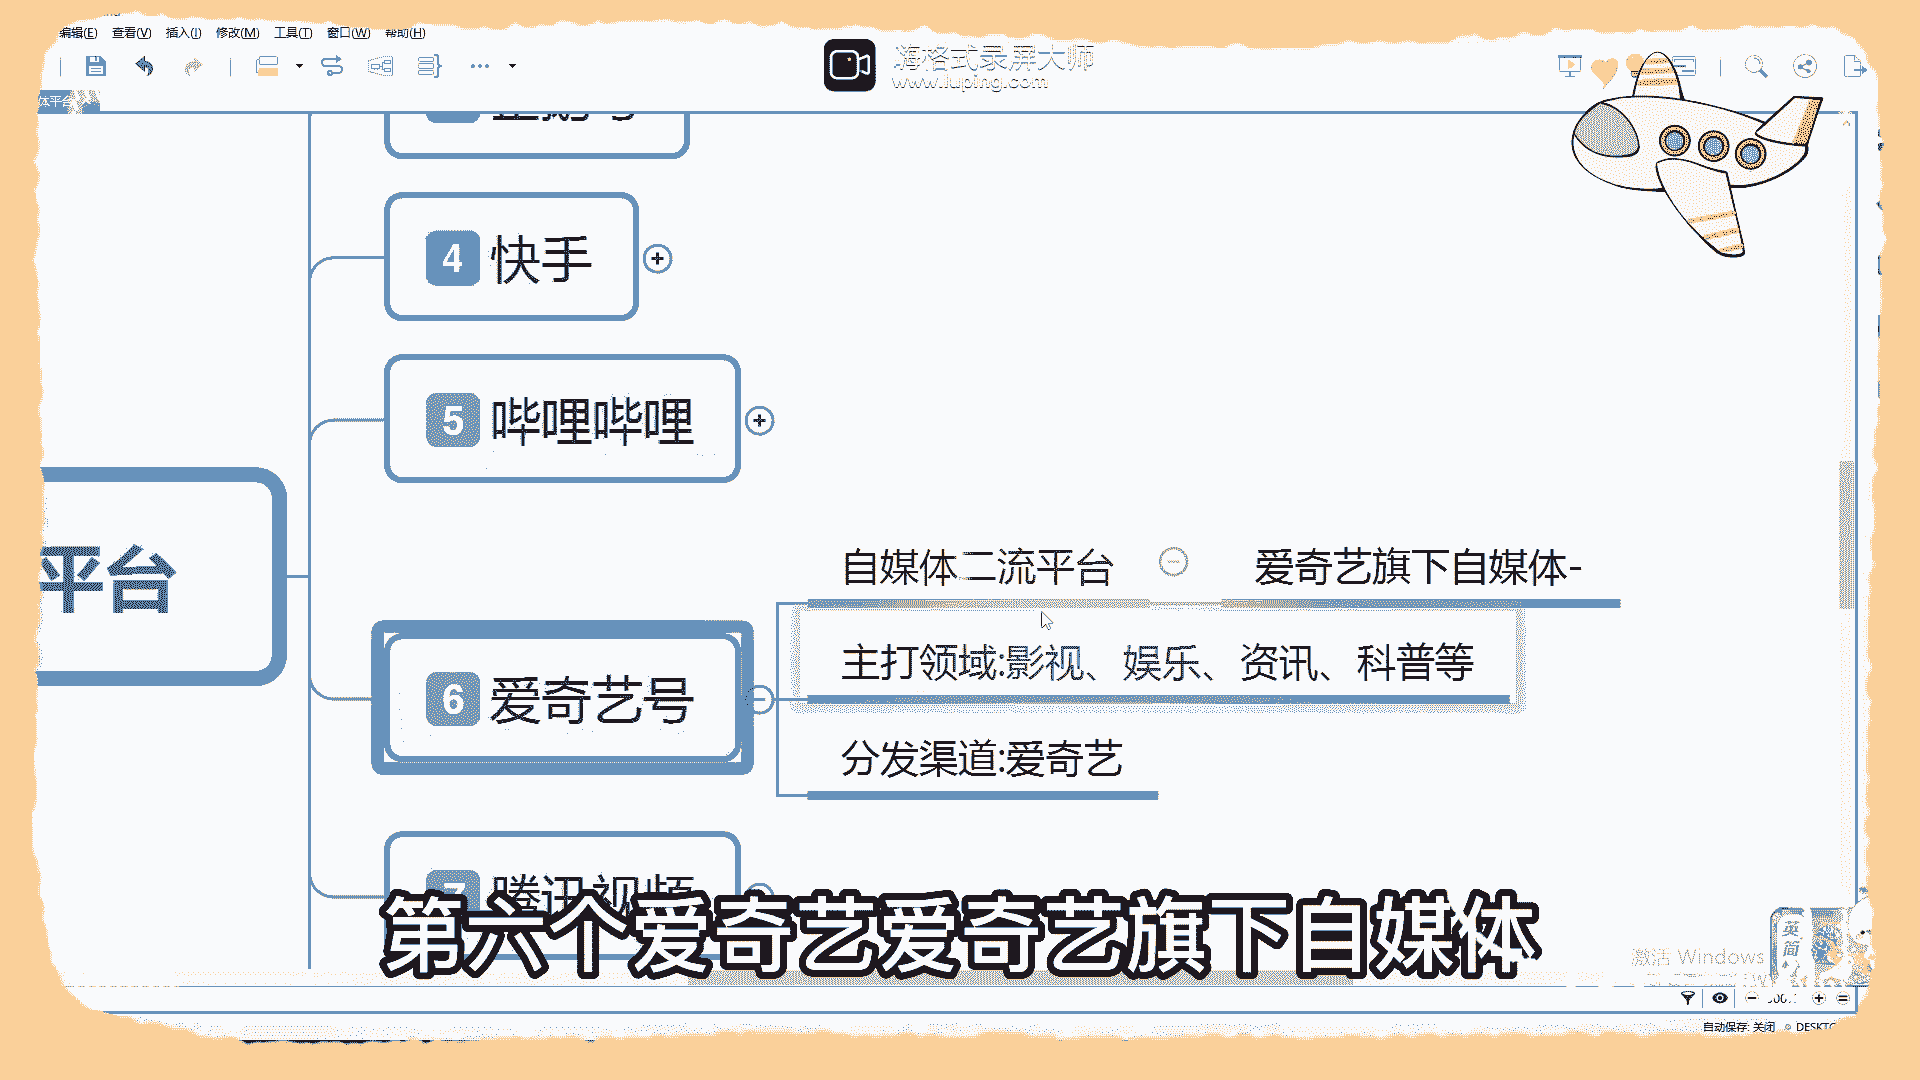 编辑(E) 查看(V) 插入(I) 修改(M) 工具(T) 窗口(W) 帮助(H)
嗨格式录屏大师
www.luping.com
体平台
4 快手
5 哔哩哔哩
平台
自媒体二流平台 爱奇艺旗下自媒体-
主打领域:影视、娱乐、资讯、科普等
6 爱奇艺号
分发渠道:爱奇艺
7 腾讯视频
第六个爱奇艺爱奇艺旗下自媒体
英
简
激活 Windows
自动保存: 关闭